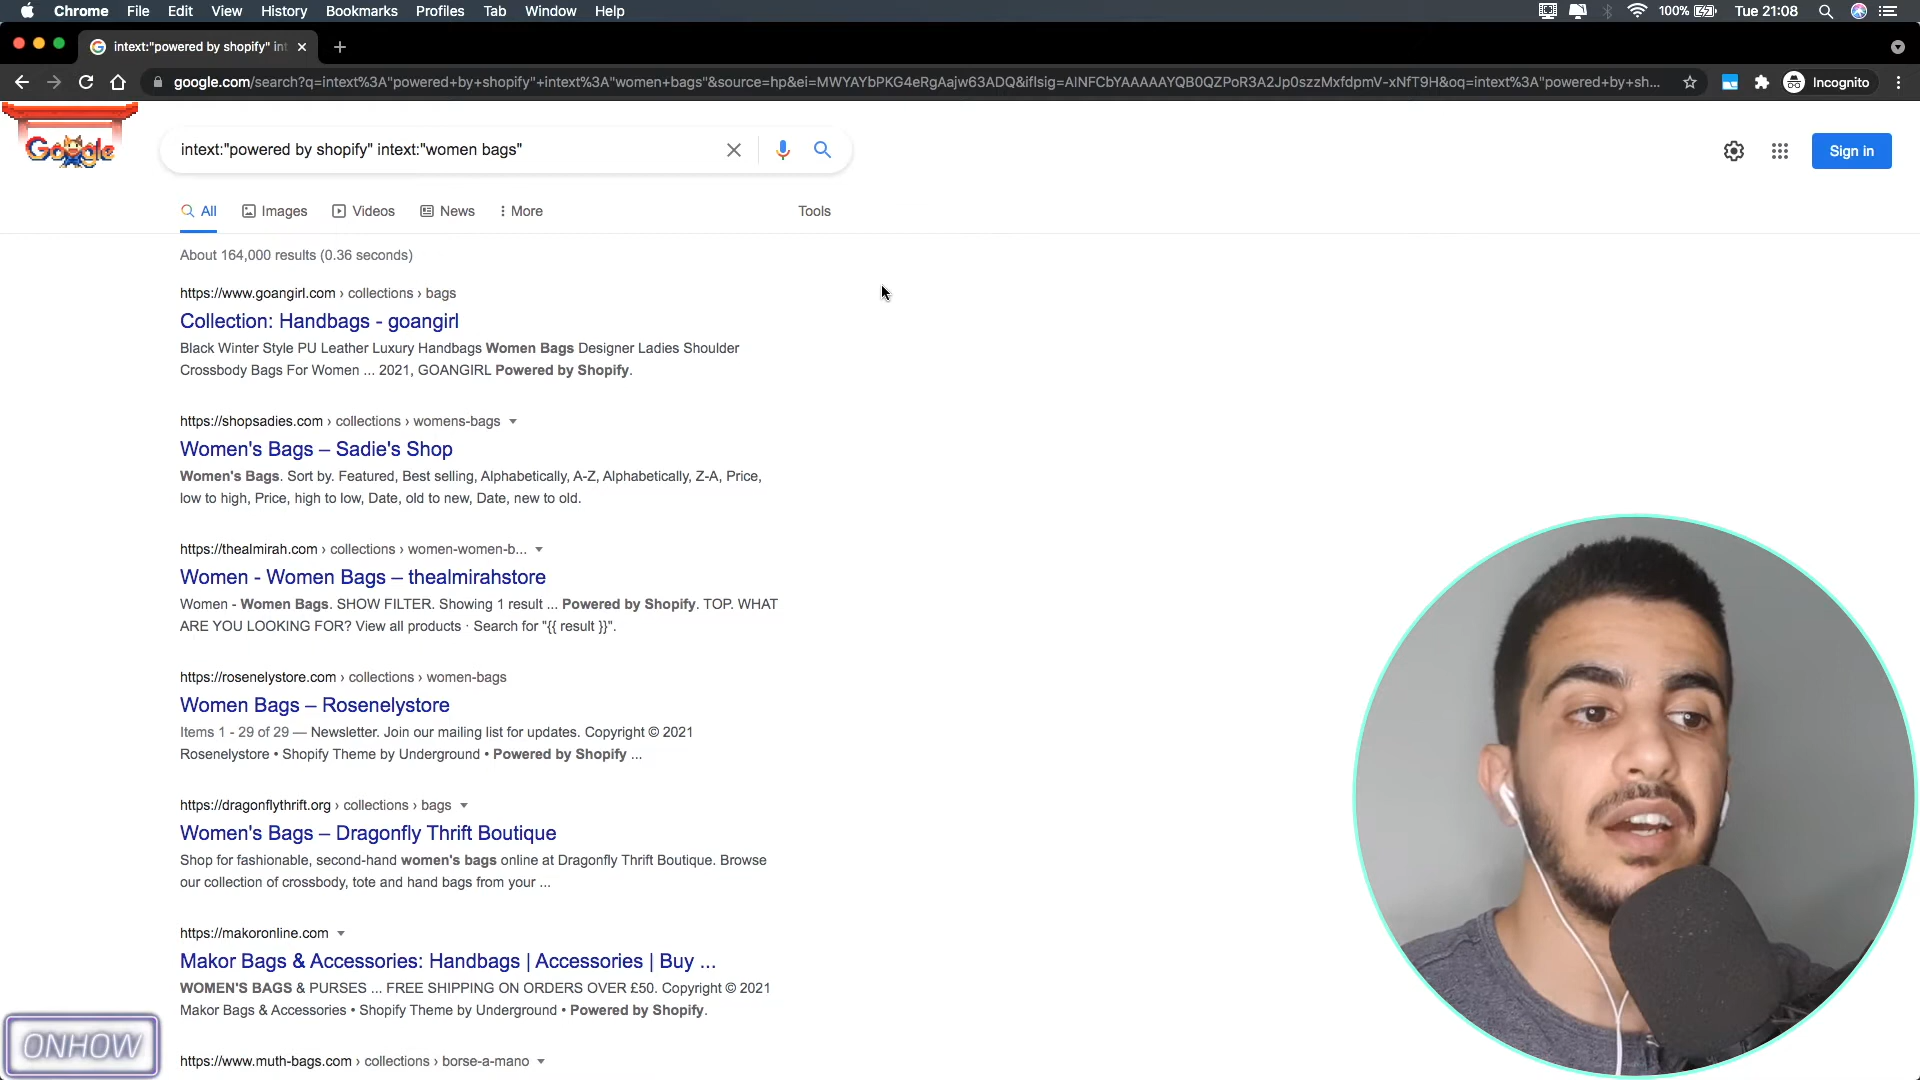 Chrome File Edit View History Bookmarks Profiles Tab Window Help 100% Tue 21:08
intext:"powered by shopify" int
google.com/search?q=intext%3A"powered+by+shopify"+intext%3A"women+bags"&source=hp&ei=MWYAYbPKG4eRgAajw63ADQ&iflsig=AINFCbYAAAAAYQB0QZPoR3A2Jp0szzMxfdpmV-xNfT9H&oq=intext%3A"powered+by+sh... Incognito
Google
intext:"powered by shopify" intext:"women bags"
Sign in
All Images Videos News More Tools
About 164,000 results (0.36 seconds)
https://www.goangirl.com › collections › bags
Collection: Handbags - goangirl
Black Winter Style PU Leather Luxury Handbags Women Bags Designer Ladies Shoulder
Crossbody Bags For Women ... 2021, GOANGIRL Powered by Shopify.
https://shopsadies.com › collections › womens-bags
Women's Bags – Sadie's Shop
Women's Bags. Sort by. Featured, Best selling, Alphabetically, A-Z, Alphabetically, Z-A, Price,
low to high, Price, high to low, Date, old to new, Date, new to old.
https://thealmirah.com › collections › women-women-b...
Women - Women Bags – thealmirahstore
Women - Women Bags. SHOW FILTER. Showing 1 result ... Powered by Shopify. TOP. WHAT
ARE YOU LOOKING FOR? View all products · Search for "{{ result }}".
https://rosenelystore.com › collections › women-bags
Women Bags – Rosenelystore
Items 1 - 29 of 29 — Newsletter. Join our mailing list for updates. Copyright © 2021
Rosenelystore • Shopify Theme by Underground • Powered by Shopify ...
https://dragonflythrift.org › collections › bags
Women's Bags – Dragonfly Thrift Boutique
Shop for fashionable, second-hand women's bags online at Dragonfly Thrift Boutique. Browse
our collection of crossbody, tote and hand bags from your ...
https://makoronline.com
Makor Bags & Accessories: Handbags | Accessories | Buy ...
WOMEN'S BAGS & PURSES ... FREE SHIPPING ON ORDERS OVER £50. Copyright © 2021
Makor Bags & Accessories • Shopify Theme by Underground • Powered by Shopify.
https://www.muth-bags.com › collections › borse-a-mano
ONHOW